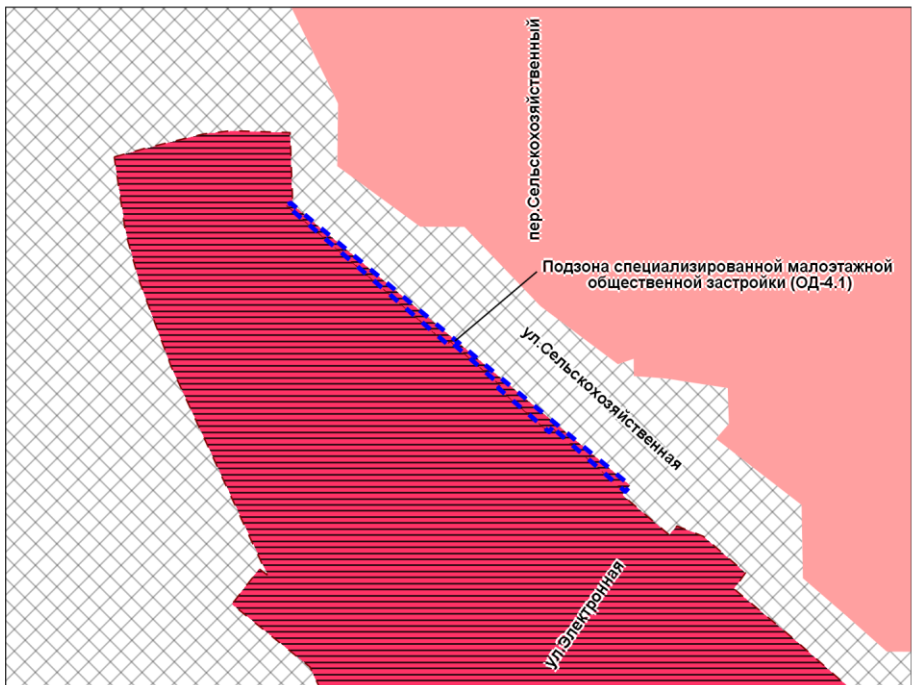 пер.Сельскохозяйственный
Подзона специализированной малоэтажной
общественной застройки (ОД-4.1)
ул.Сельскохозяйственная
ул.Электронная